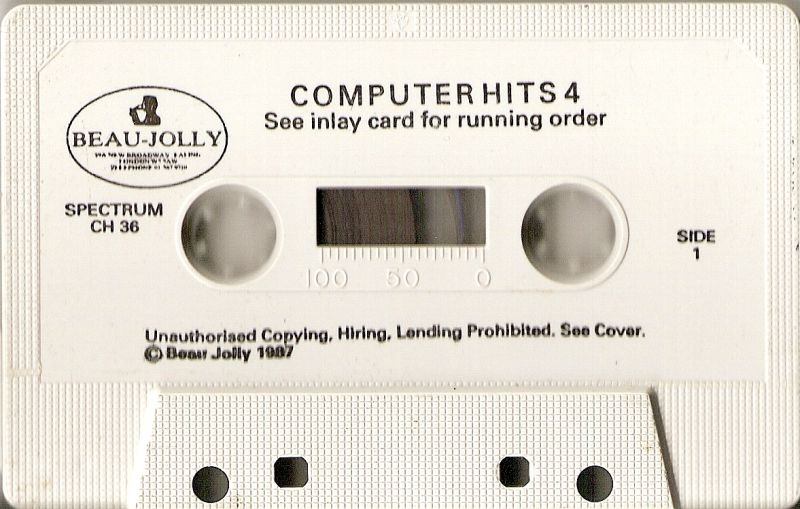 COMPUTER HITS 4
See inlay card for running order
BEAU-JOLLY
SPECTRUM
CH 36
SIDE
1
100 50 0
Unauthorised Copying, Hiring, Lending Prohibited. See Cover.
© Beau Jolly 1987